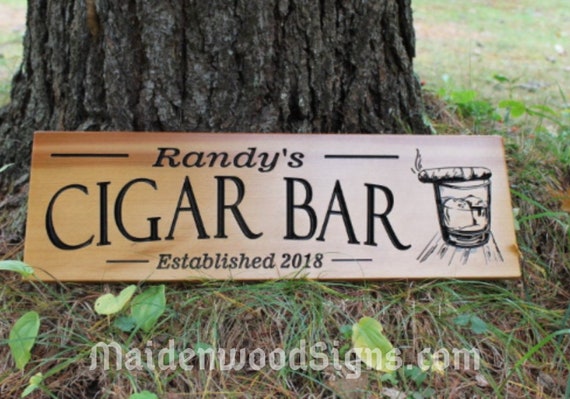 Randy's
CIGAR BAR
Established 2018
MaidenwoodSigns.com